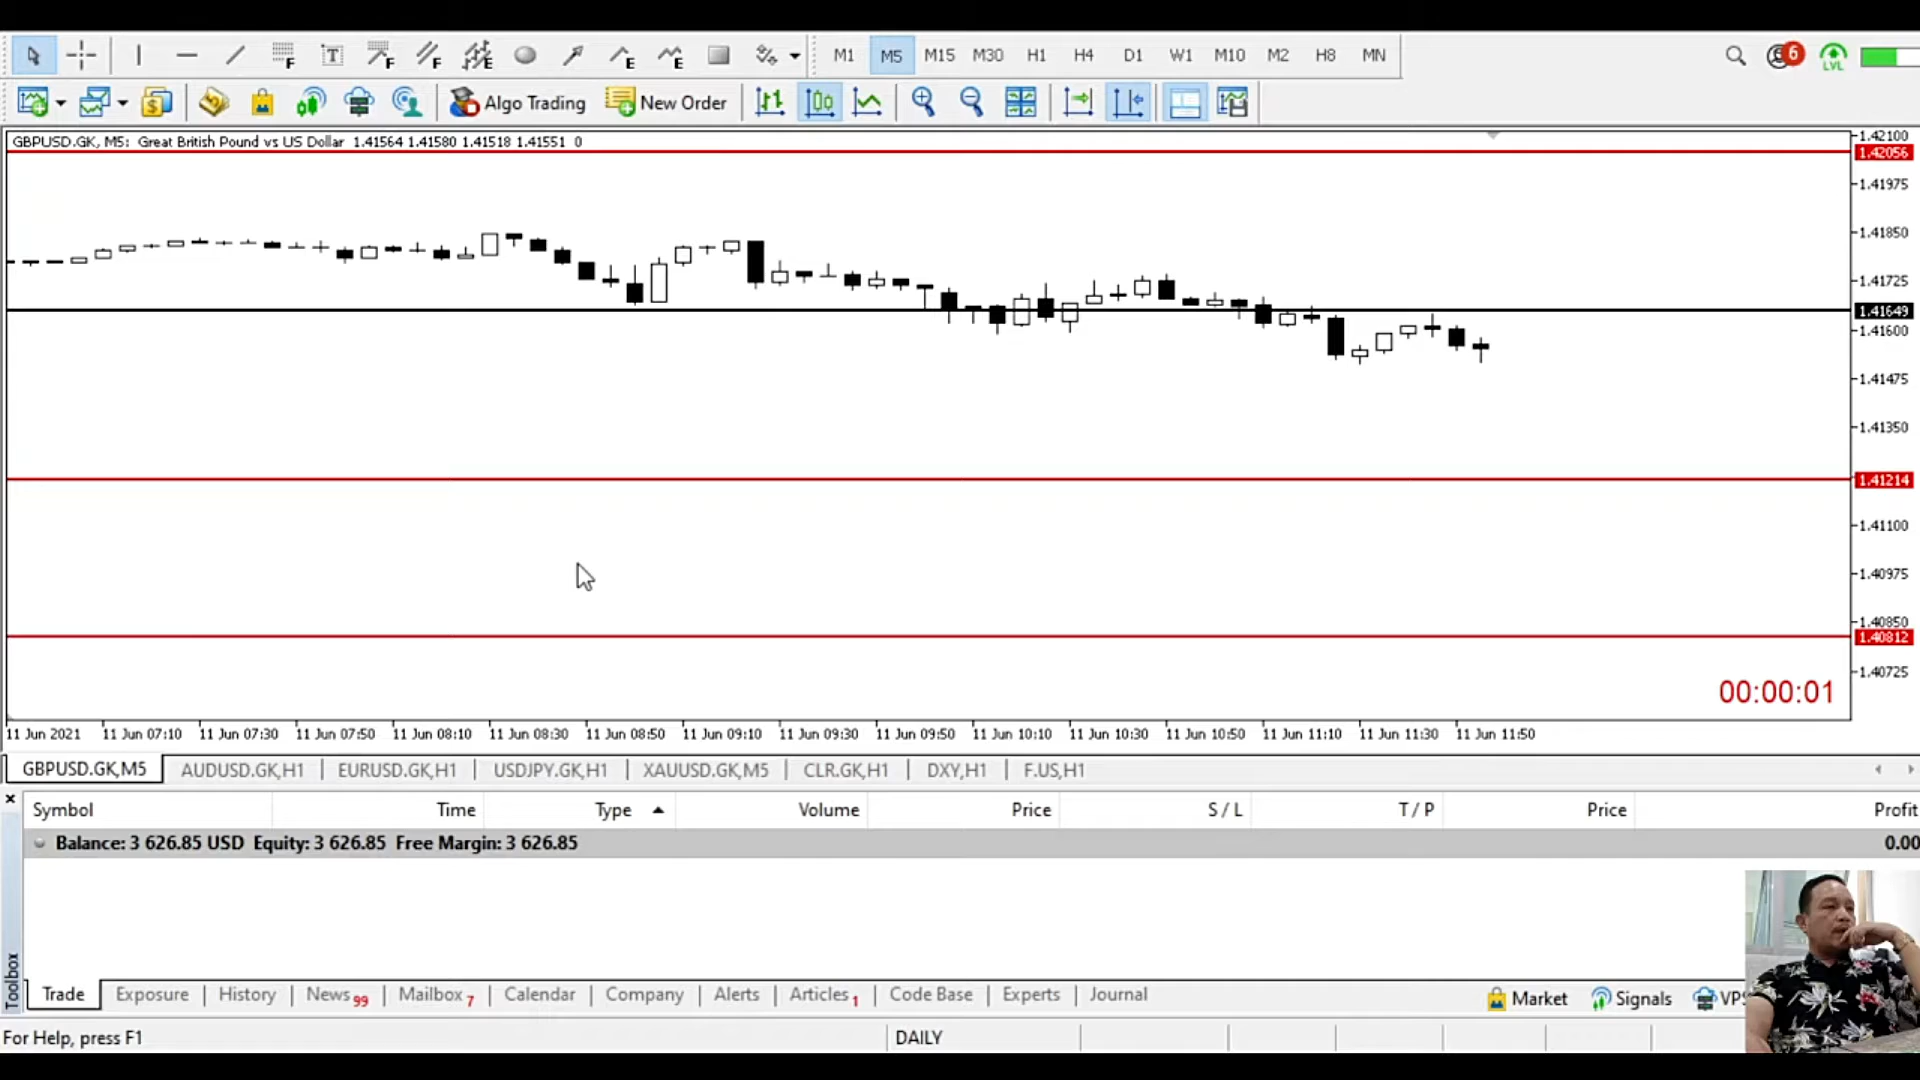 M1 M5 M15 M30 H1 H4 D1 W1 M10 M2 H8 MN 6 LVL
Algo Trading New Order
GBPUSD.GK, M5: Great British Pound vs US Dollar 1.41564 1.41580 1.41518 1.41551 0
1.42100
1.42056
1.41975
1.41850
1.41725
1.41649
1.41600
1.41475
1.41350
1.41214
1.41100
1.40975
1.40850
1.40812
1.40725
00:00:01
11 Jun 2021 11 Jun 07:10 11 Jun 07:30 11 Jun 07:50 11 Jun 08:10 11 Jun 08:30 11 Jun 08:50 11 Jun 09:10 11 Jun 09:30 11 Jun 09:50 11 Jun 10:10 11 Jun 10:30 11 Jun 10:50 11 Jun 11:10 11 Jun 11:30 11 Jun 11:50
GBPUSD.GK,M5 AUDUSD.GK,H1 EURUSD.GK,H1 USDJPY.GK,H1 XAUUSD.GK,M5 CLR.GK,H1 DXY,H1 F.US,H1
Symbol Time Type Volume Price S / L T / P Price Profit
Balance: 3 626.85 USD Equity: 3 626.85 Free Margin: 3 626.85 0.00
Toolbox
Trade Exposure History News 99 Mailbox 7 Calendar Company Alerts Articles 1 Code Base Experts Journal Market Signals VPS
For Help, press F1 DAILY